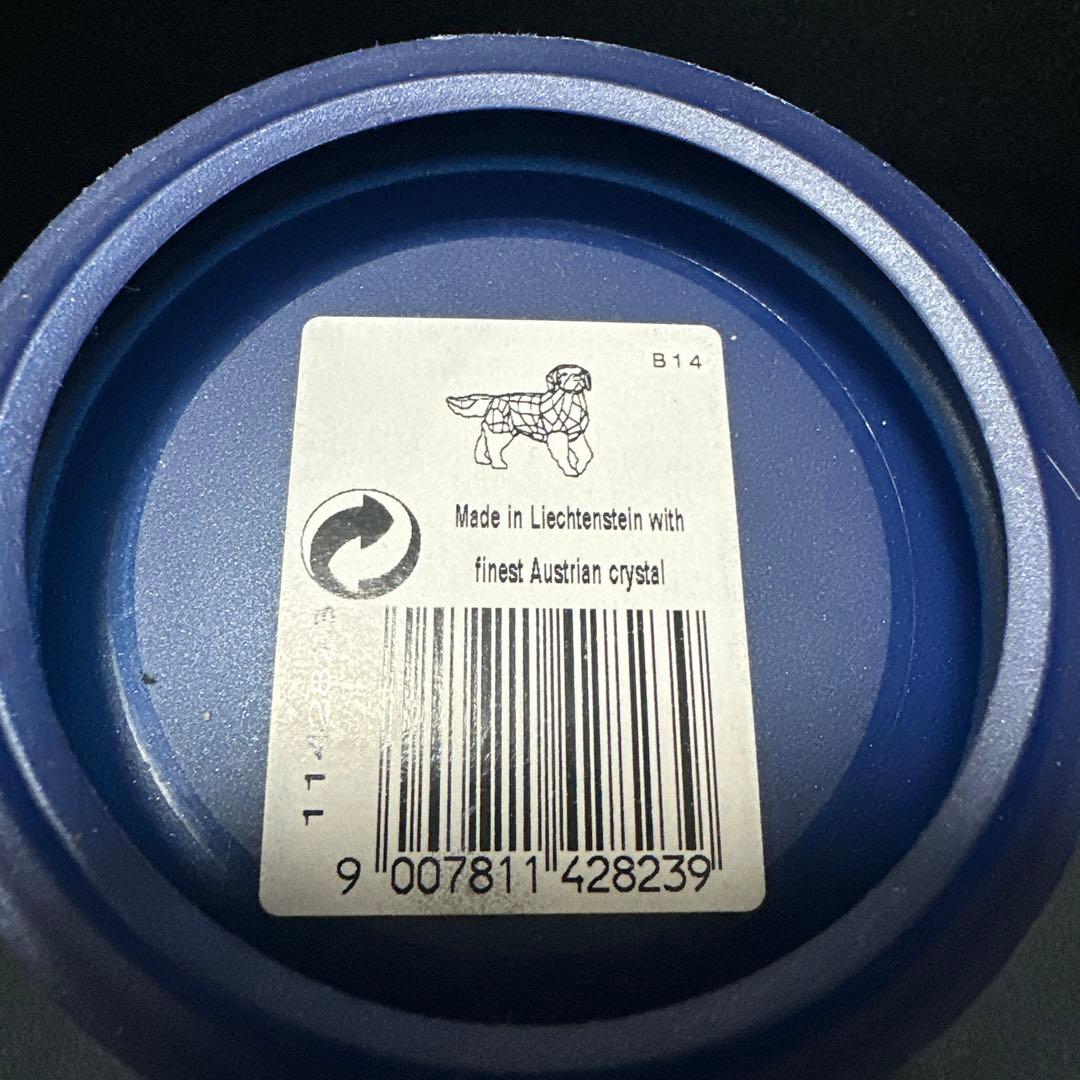 B14
Made in Liechtenstein with
finest Austrian crystal
9 007811 428239